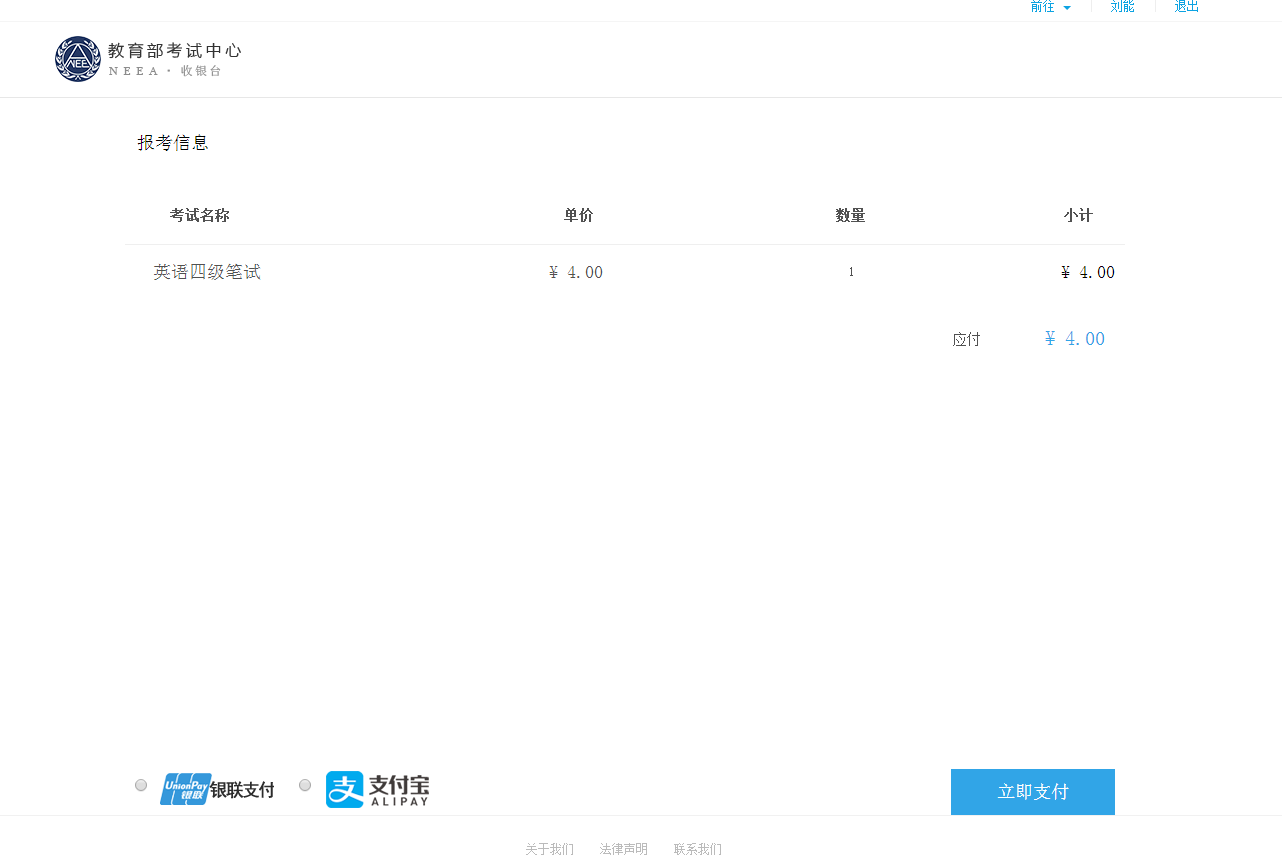 前往 刘能 退出
NEE
教育部考试中心
NEEA · 收银台
报考信息
考试名称 单价 数量 小计
英语四级笔试 ¥ 4.00 1 ¥ 4.00
应付 ¥ 4.00
UnionPay 银联 银联支付 支 支付宝 ALIPAY 立即支付
关于我们 法律声明 联系我们